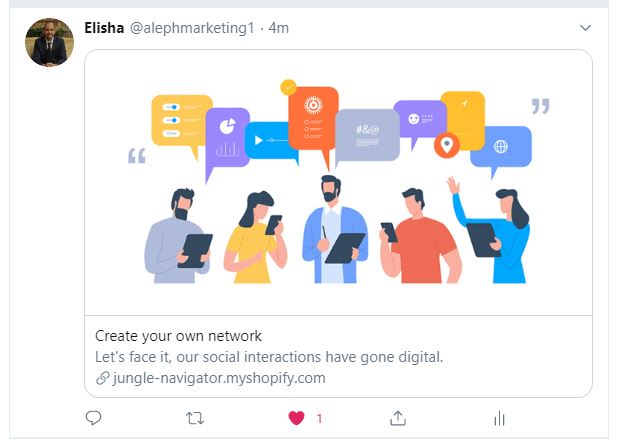 Elisha @alephmarketing1 · 4m
#&@
“
”
Create your own network
Let's face it, our social interactions have gone digital.
jungle-navigator.myshopify.com
1